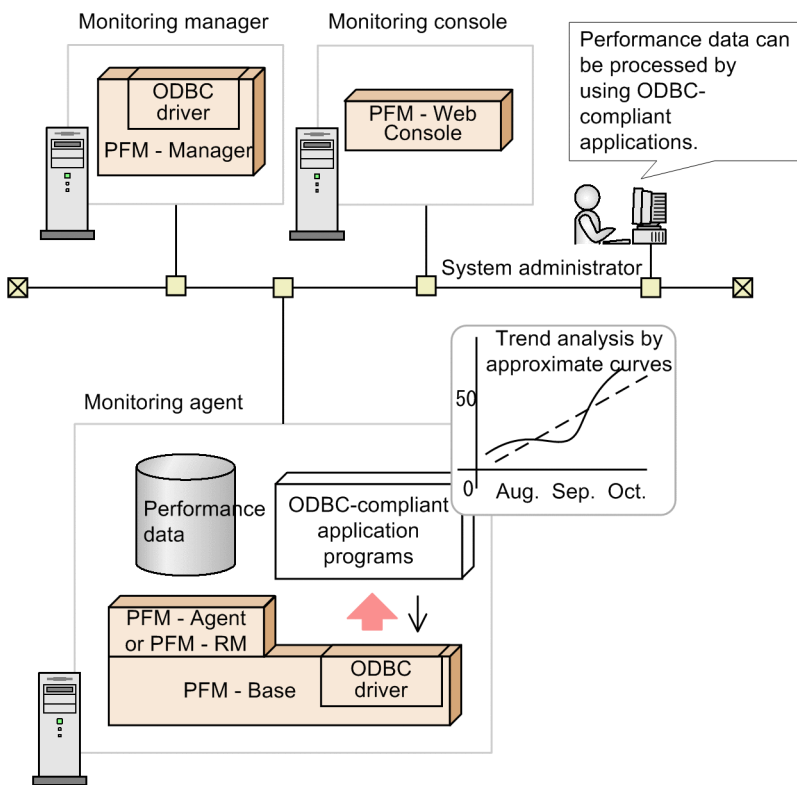 Monitoring manager
Monitoring console
ODBC
driver
PFM - Manager
PFM - Web
Console
Performance data can
be processed by
using ODBC-
compliant
applications.
System administrator
Monitoring agent
Trend analysis by
approximate curves
50
0
Aug. Sep. Oct.
Performance
data
ODBC-compliant
application
programs
PFM - Agent
or PFM - RM
PFM - Base
ODBC
driver